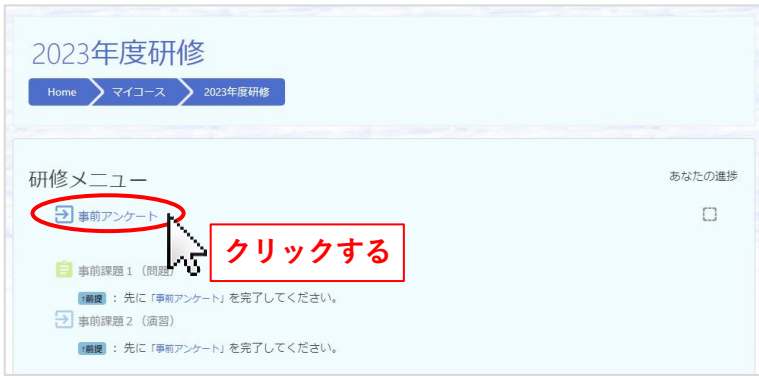 2023年度研修
Home マイコース 2023年度研修
研修メニュー あなたの進捗
事前アンケート
クリックする
事前課題1（問題）
↑前提 : 先に「事前アンケート」を完了してください。
事前課題2（演習）
↑前提 : 先に「事前アンケート」を完了してください。